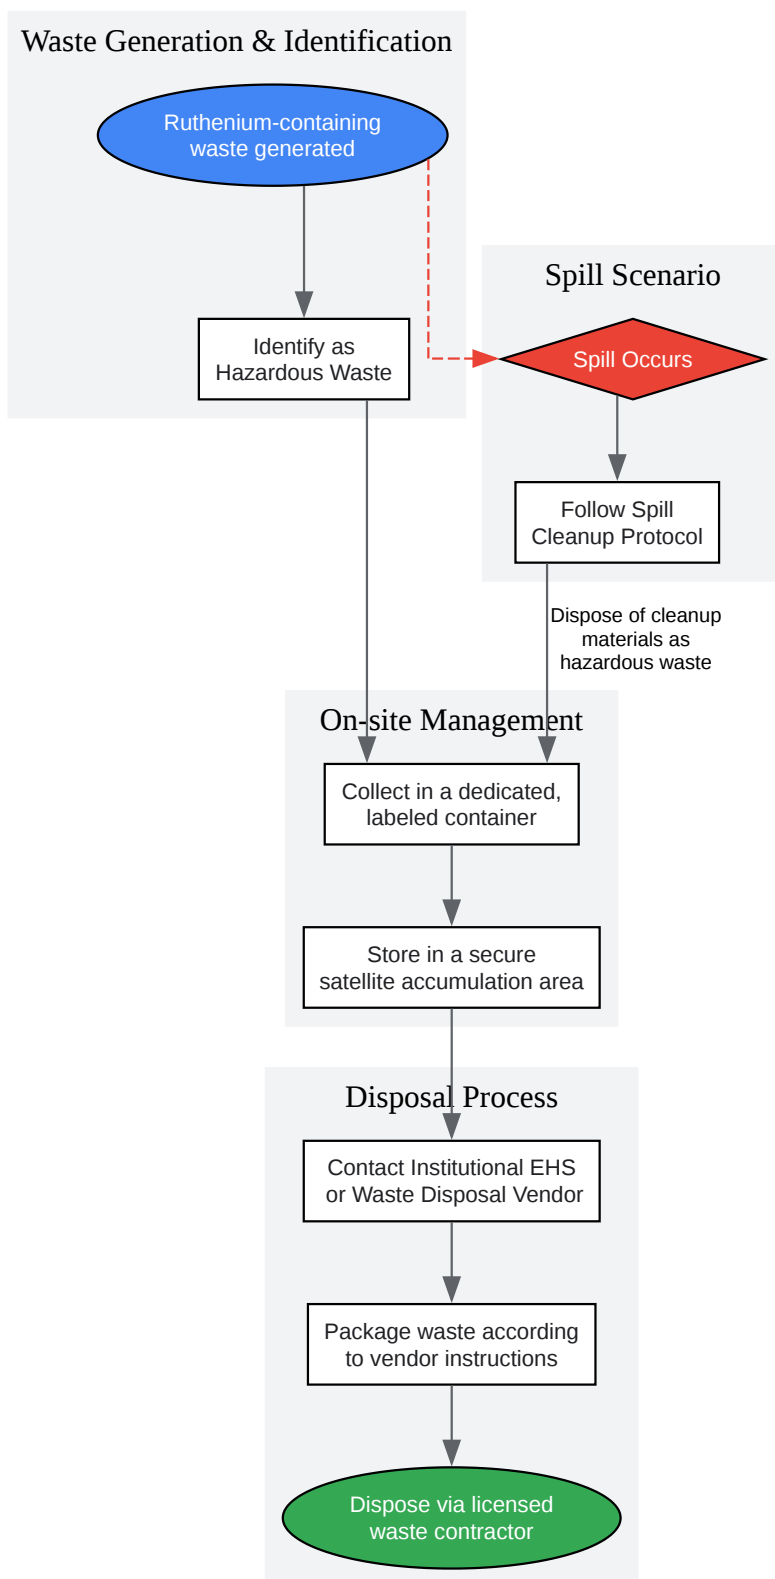 Waste Generation & Identification
Ruthenium-containing
waste generated
Identify as
Hazardous Waste
Spill Scenario
Spill Occurs
Follow Spill
Cleanup Protocol
Dispose of cleanup
materials as
hazardous waste
On-site Management
Collect in a dedicated,
labeled container
Store in a secure
satellite accumulation area
Disposal Process
Contact Institutional EHS
or Waste Disposal Vendor
Package waste according
to vendor instructions
Dispose via licensed
waste contractor